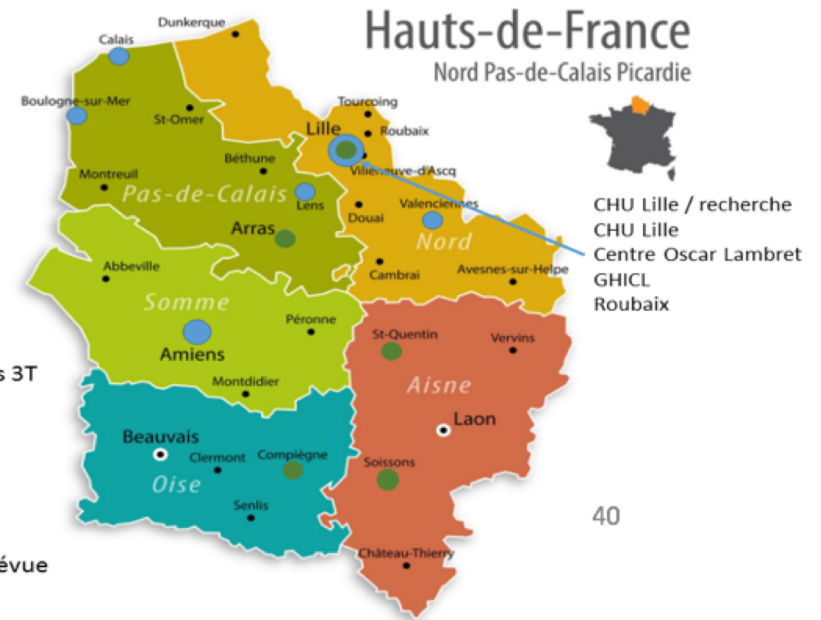 Hauts-de-France
Nord Pas-de-Calais Picardie
Dunkerque
Calais
Boulogne-sur-Mer
St-Omer
Tourcoing
Lille
Roubaix
Villeneuve-d'Ascq
Béthune
Montreuil
Pas-de-Calais
Lens
Douai
Valenciennes
Arras
Nord
Cambrai
Avesnes-sur-Helpe
CHU Lille / recherche
CHU Lille
Centre Oscar Lambret
GHICL
Roubaix
Abbeville
Somme
Péronne
Amiens
Montdidier
St-Quentin
Vervins
Aisne
Laon
s 3T
Beauvais
Clermont
Compiègne
Soissons
Oise
Senlis
40
Château-Thierry
évue